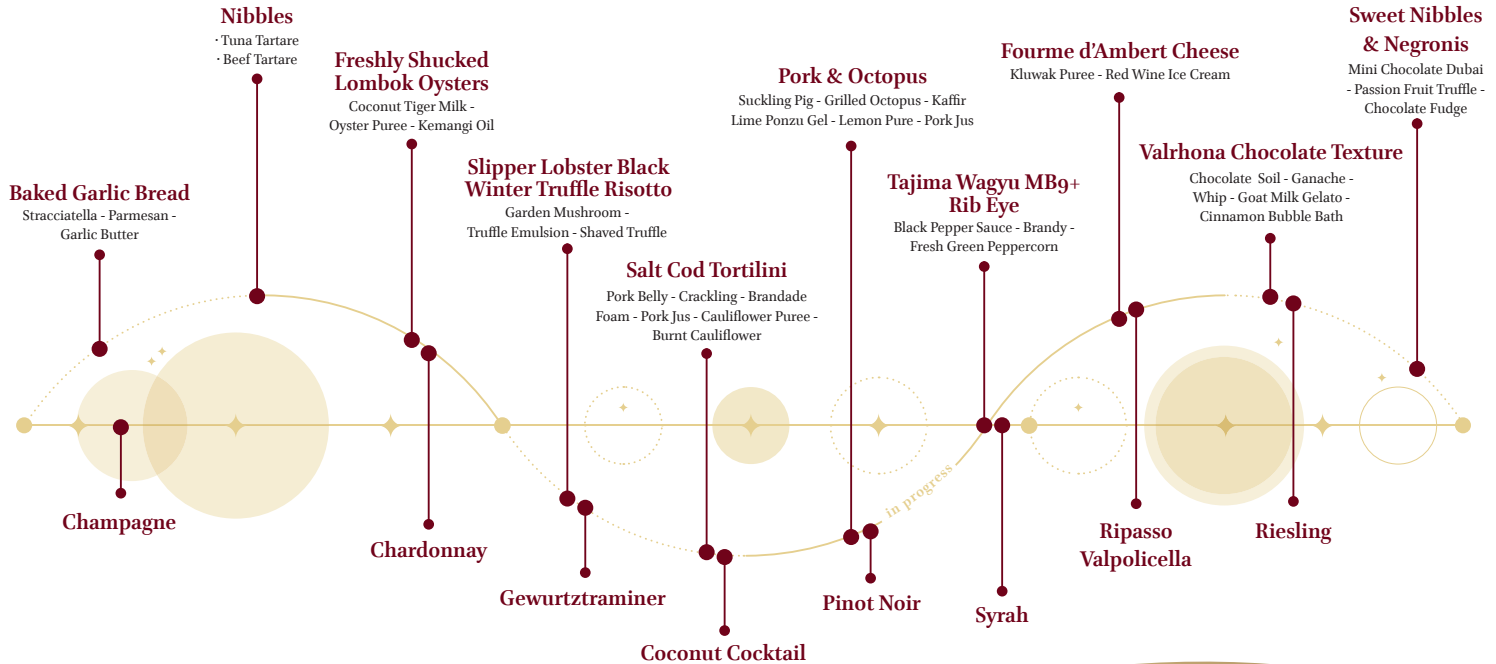 Nibbles
· Tuna Tartare
· Beef Tartare
Freshly Shucked
Lombok Oysters
Coconut Tiger Milk -
Oyster Puree - Kemangi Oil
Baked Garlic Bread
Stracciatella - Parmesan -
Garlic Butter
Slipper Lobster Black
Winter Truffle Risotto
Garden Mushroom -
Truffle Emulsion - Shaved Truffle
Salt Cod Tortilini
Pork Belly - Crackling - Brandade
Foam - Pork Jus - Cauliflower Puree -
Burnt Cauliflower
Pork & Octopus
Suckling Pig - Grilled Octopus - Kaffir
Lime Ponzu Gel - Lemon Pure - Pork Jus
Tajima Wagyu MB9+
Rib Eye
Black Pepper Sauce - Brandy -
Fresh Green Peppercorn
Fourme d'Ambert Cheese
Kluwak Puree - Red Wine Ice Cream
Valrhona Chocolate Texture
Chocolate Soil - Ganache -
Whip - Goat Milk Gelato -
Cinnamon Bubble Bath
Sweet Nibbles
& Negronis
Mini Chocolate Dubai
- Passion Fruit Truffle -
Chocolate Fudge
in progress
Champagne
Chardonnay
Gewurtztraminer
Coconut Cocktail
Pinot Noir
Syrah
Ripasso
Valpolicella
Riesling